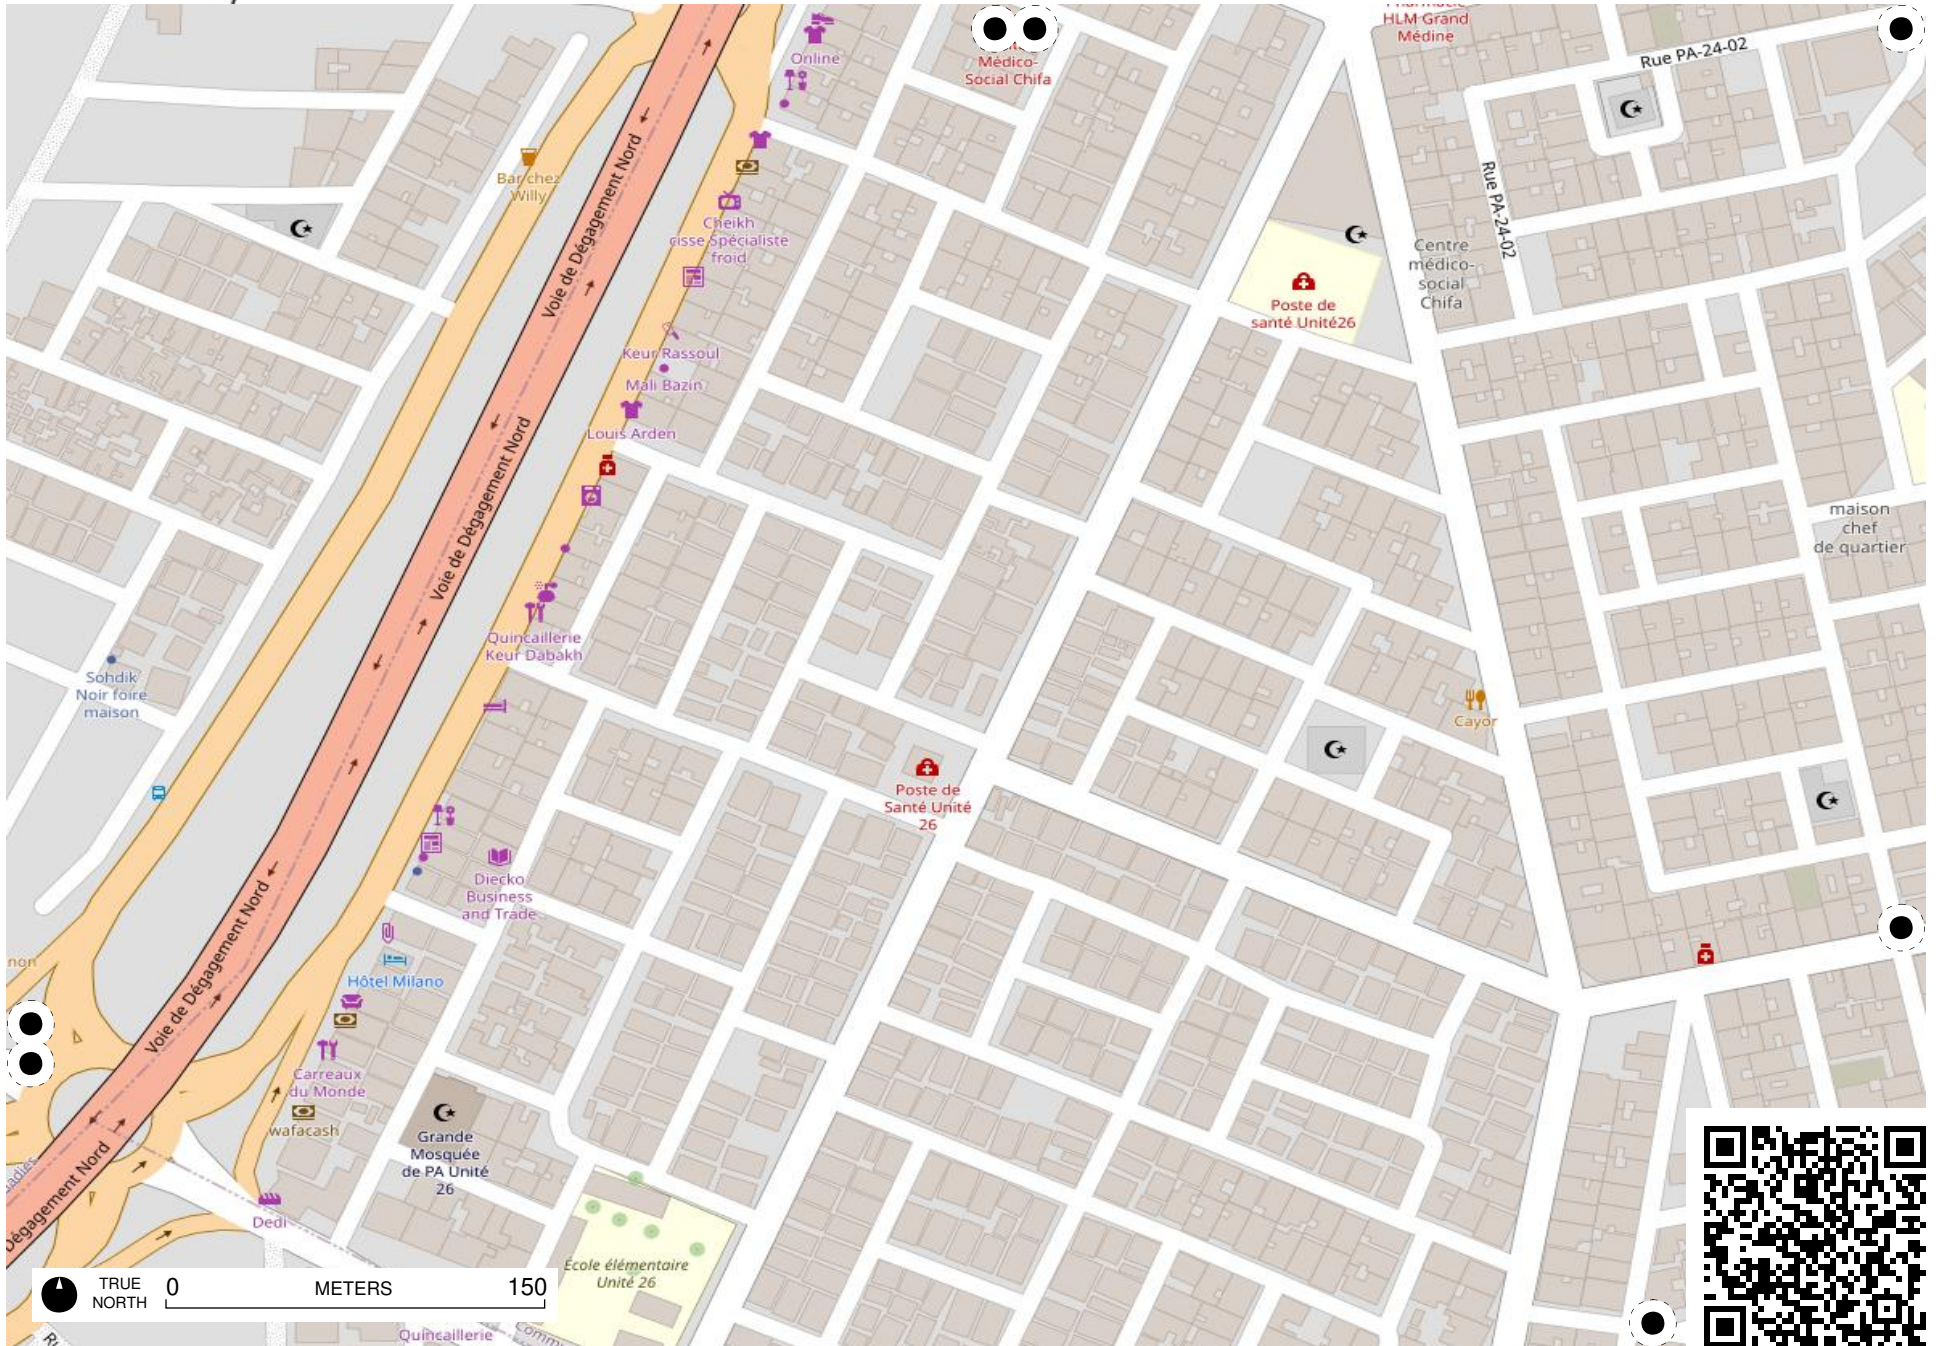 Online
Médico-
Social Chifa
HLM Grand
Médine
Rue PA-24-02
Rue PA-24-02
Bar chez
Willy
Voie de Dégagement Nord
Cheikh
cisse Spécialiste
froid
Centre
médico-
social
Chifa
Poste de
santé Unité26
Keur Rassoul
Mali Bazin
Louis Arden
Voie de Dégagement Nord
maison
chef
de quartier
Quincaillerie
Keur Dabakh
Sohdik
Noir foire
maison
Cayor
Poste de
Santé Unité
26
Diecko
Business
and Trade
Voie de Dégagement Nord
non
Hôtel Milano
Carreaux
du Monde
wafacash
Grande
Mosquée
de PA Unité
26
Dégagement Nord
Dedi
École élémentaire
Unité 26
TRUE
NORTH
0 METERS 150
Quincaillerie